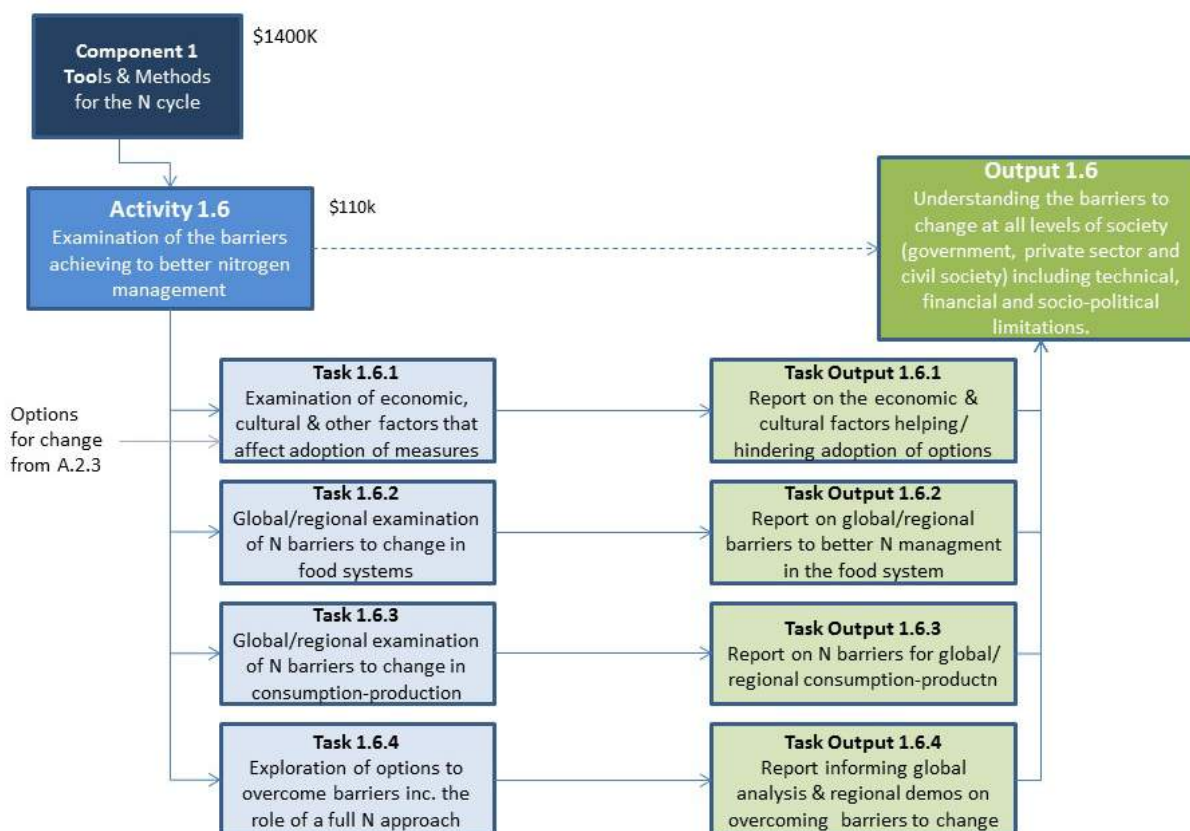 Component 1
Tools & Methods
for the N cycle
$1400K
Activity 1.6
Examination of the barriers
achieving to better nitrogen
management
$110k
Output 1.6
Understanding the barriers to
change at all levels of society
(government, private sector and
civil society) including technical,
financial and socio-political
limitations.
Options
for change
from A.2.3
Task 1.6.1
Examination of economic,
cultural & other factors that
affect adoption of measures
Task Output 1.6.1
Report on the economic &
cultural factors helping/
hindering adoption of options
Task 1.6.2
Global/regional examination
of N barriers to change in
food systems
Task Output 1.6.2
Report on global/regional
barriers to better N managment
in the food system
Task 1.6.3
Global/regional examination
of N barriers to change in
consumption-production
Task Output 1.6.3
Report on N barriers for global/
regional consumption-productn
Task 1.6.4
Exploration of options to
overcome barriers inc. the
role of a full N approach
Task Output 1.6.4
Report informing global
analysis & regional demos on
overcoming barriers to change